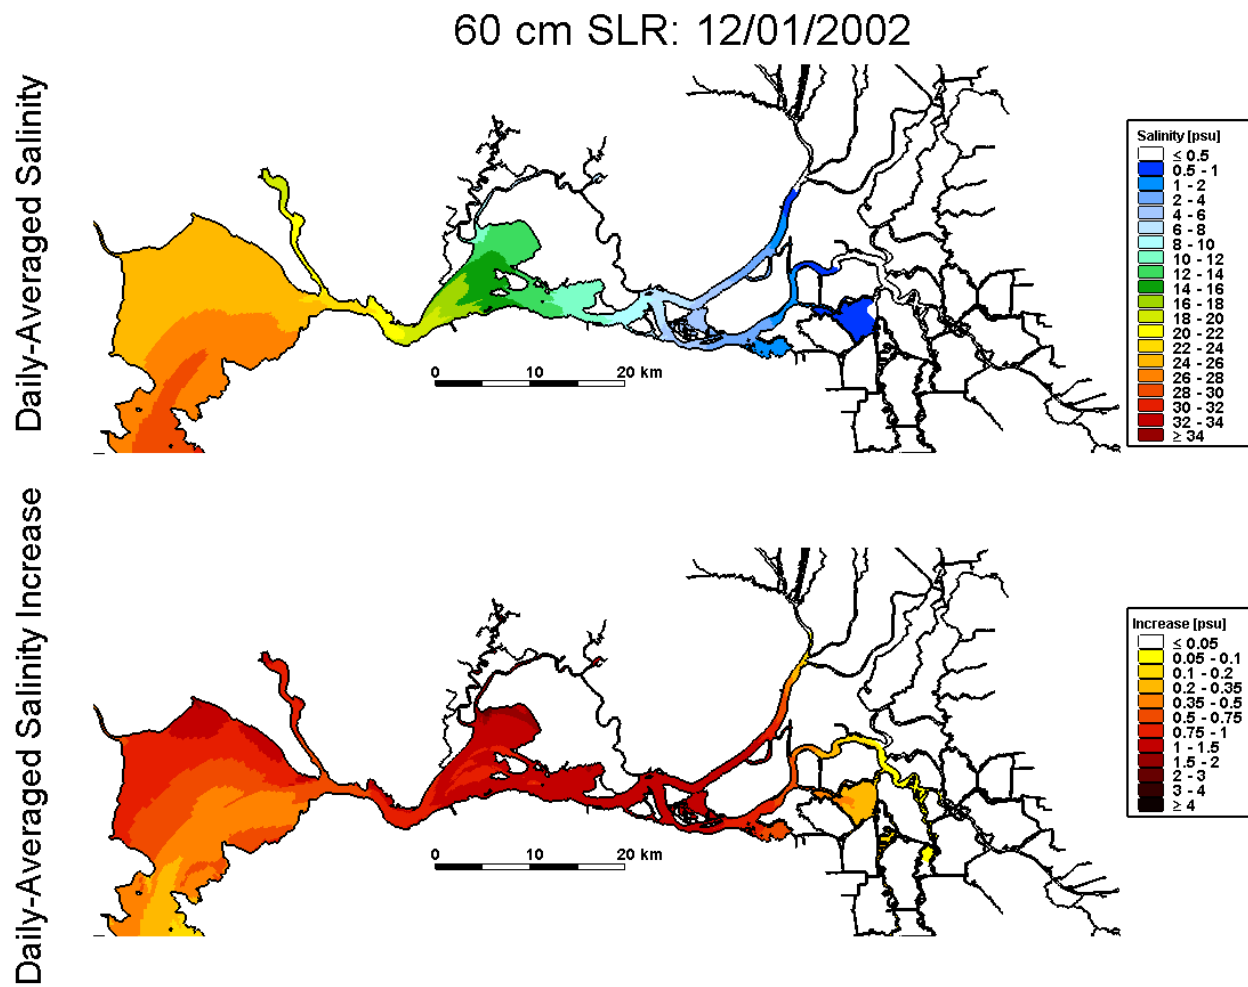 60 cm SLR: 12/01/2002
Daily-Averaged Salinity
Salinity [psu]
≤ 0.5
0.5 - 1
1 - 2
2 - 4
4 - 6
6 - 8
8 - 10
10 - 12
12 - 14
14 - 16
16 - 18
18 - 20
20 - 22
22 - 24
24 - 26
26 - 28
28 - 30
30 - 32
32 - 34
≥ 34
0 10 20 km
Daily-Averaged Salinity Increase
Increase [psu]
≤ 0.05
0.05 - 0.1
0.1 - 0.2
0.2 - 0.35
0.35 - 0.5
0.5 - 0.75
0.75 - 1
1 - 1.5
1.5 - 2
2 - 3
3 - 4
≥ 4
0 10 20 km